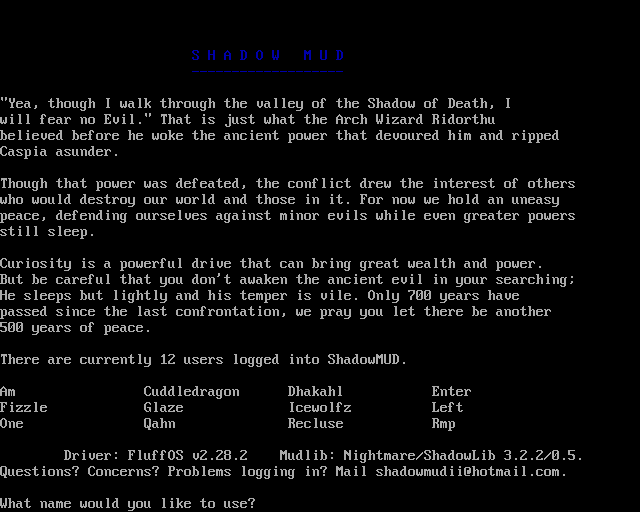 SHADOW MUD
-------------------
"Yea, though I walk through the valley of the Shadow of Death, I
will fear no Evil." That is just what the Arch Wizard Ridorthu
believed before he woke the ancient power that devoured him and ripped
Caspia asunder.
Though that power was defeated, the conflict drew the interest of others
who would destroy our world and those in it. For now we hold an uneasy
peace, defending ourselves against minor evils while even greater powers
still sleep.
Curiosity is a powerful drive that can bring great wealth and power.
But be careful that you don't awaken the ancient evil in your searching;
He sleeps but lightly and his temper is vile. Only 700 years have
passed since the last confrontation, we pray you let there be another
500 years of peace.
There are currently 12 users logged into ShadowMUD.
Am Cuddledragon Dhakahl Enter
Fizzle Glaze Icewolfz Left
One Qahn Recluse Rmp
Driver: FluffOS v2.28.2 Mudlib: Nightmare/ShadowLib 3.2.2/0.5.
Questions? Concerns? Problems logging in? Mail shadowmudii@hotmail.com.
What name would you like to use?